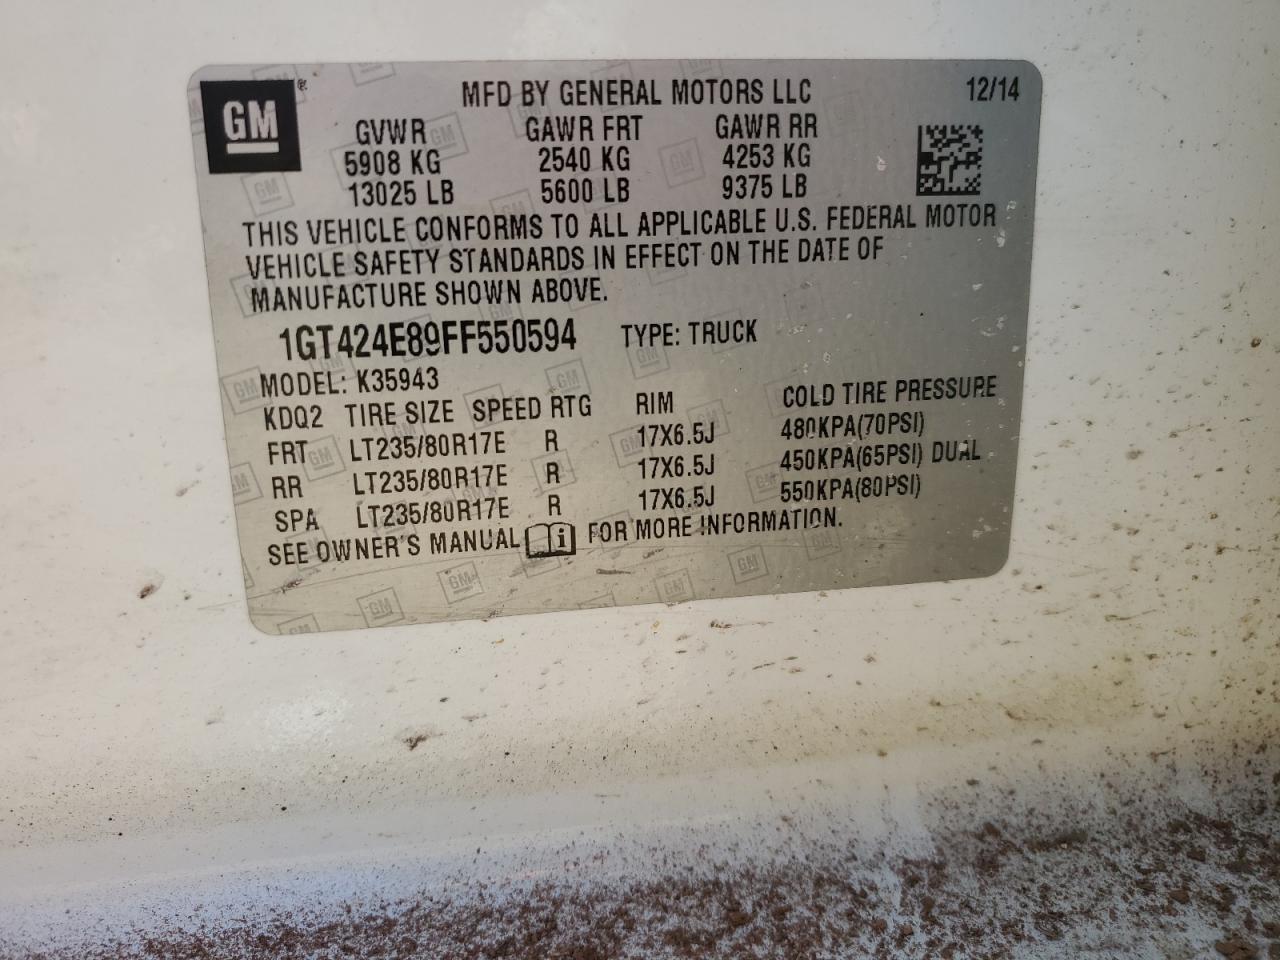 GM
MFD BY GENERAL MOTORS LLC 12/14
GVWR GAWR FRT GAWR RR
5908 KG 2540 KG 4253 KG
13025 LB 5600 LB 9375 LB
THIS VEHICLE CONFORMS TO ALL APPLICABLE U.S. FEDERAL MOTOR
VEHICLE SAFETY STANDARDS IN EFFECT ON THE DATE OF
MANUFACTURE SHOWN ABOVE.
1GT424E89FF550594 TYPE: TRUCK
MODEL: K35943
KDQ2 TIRE SIZE SPEED RTG RIM COLD TIRE PRESSURE
FRT LT235/80R17E R 17X6.5J 480KPA(70PSI)
RR LT235/80R17E R 17X6.5J 450KPA(65PSI) DUAL
SPA LT235/80R17E R 17X6.5J 550KPA(80PSI)
SEE OWNER'S MANUAL i FOR MORE INFORMATION.